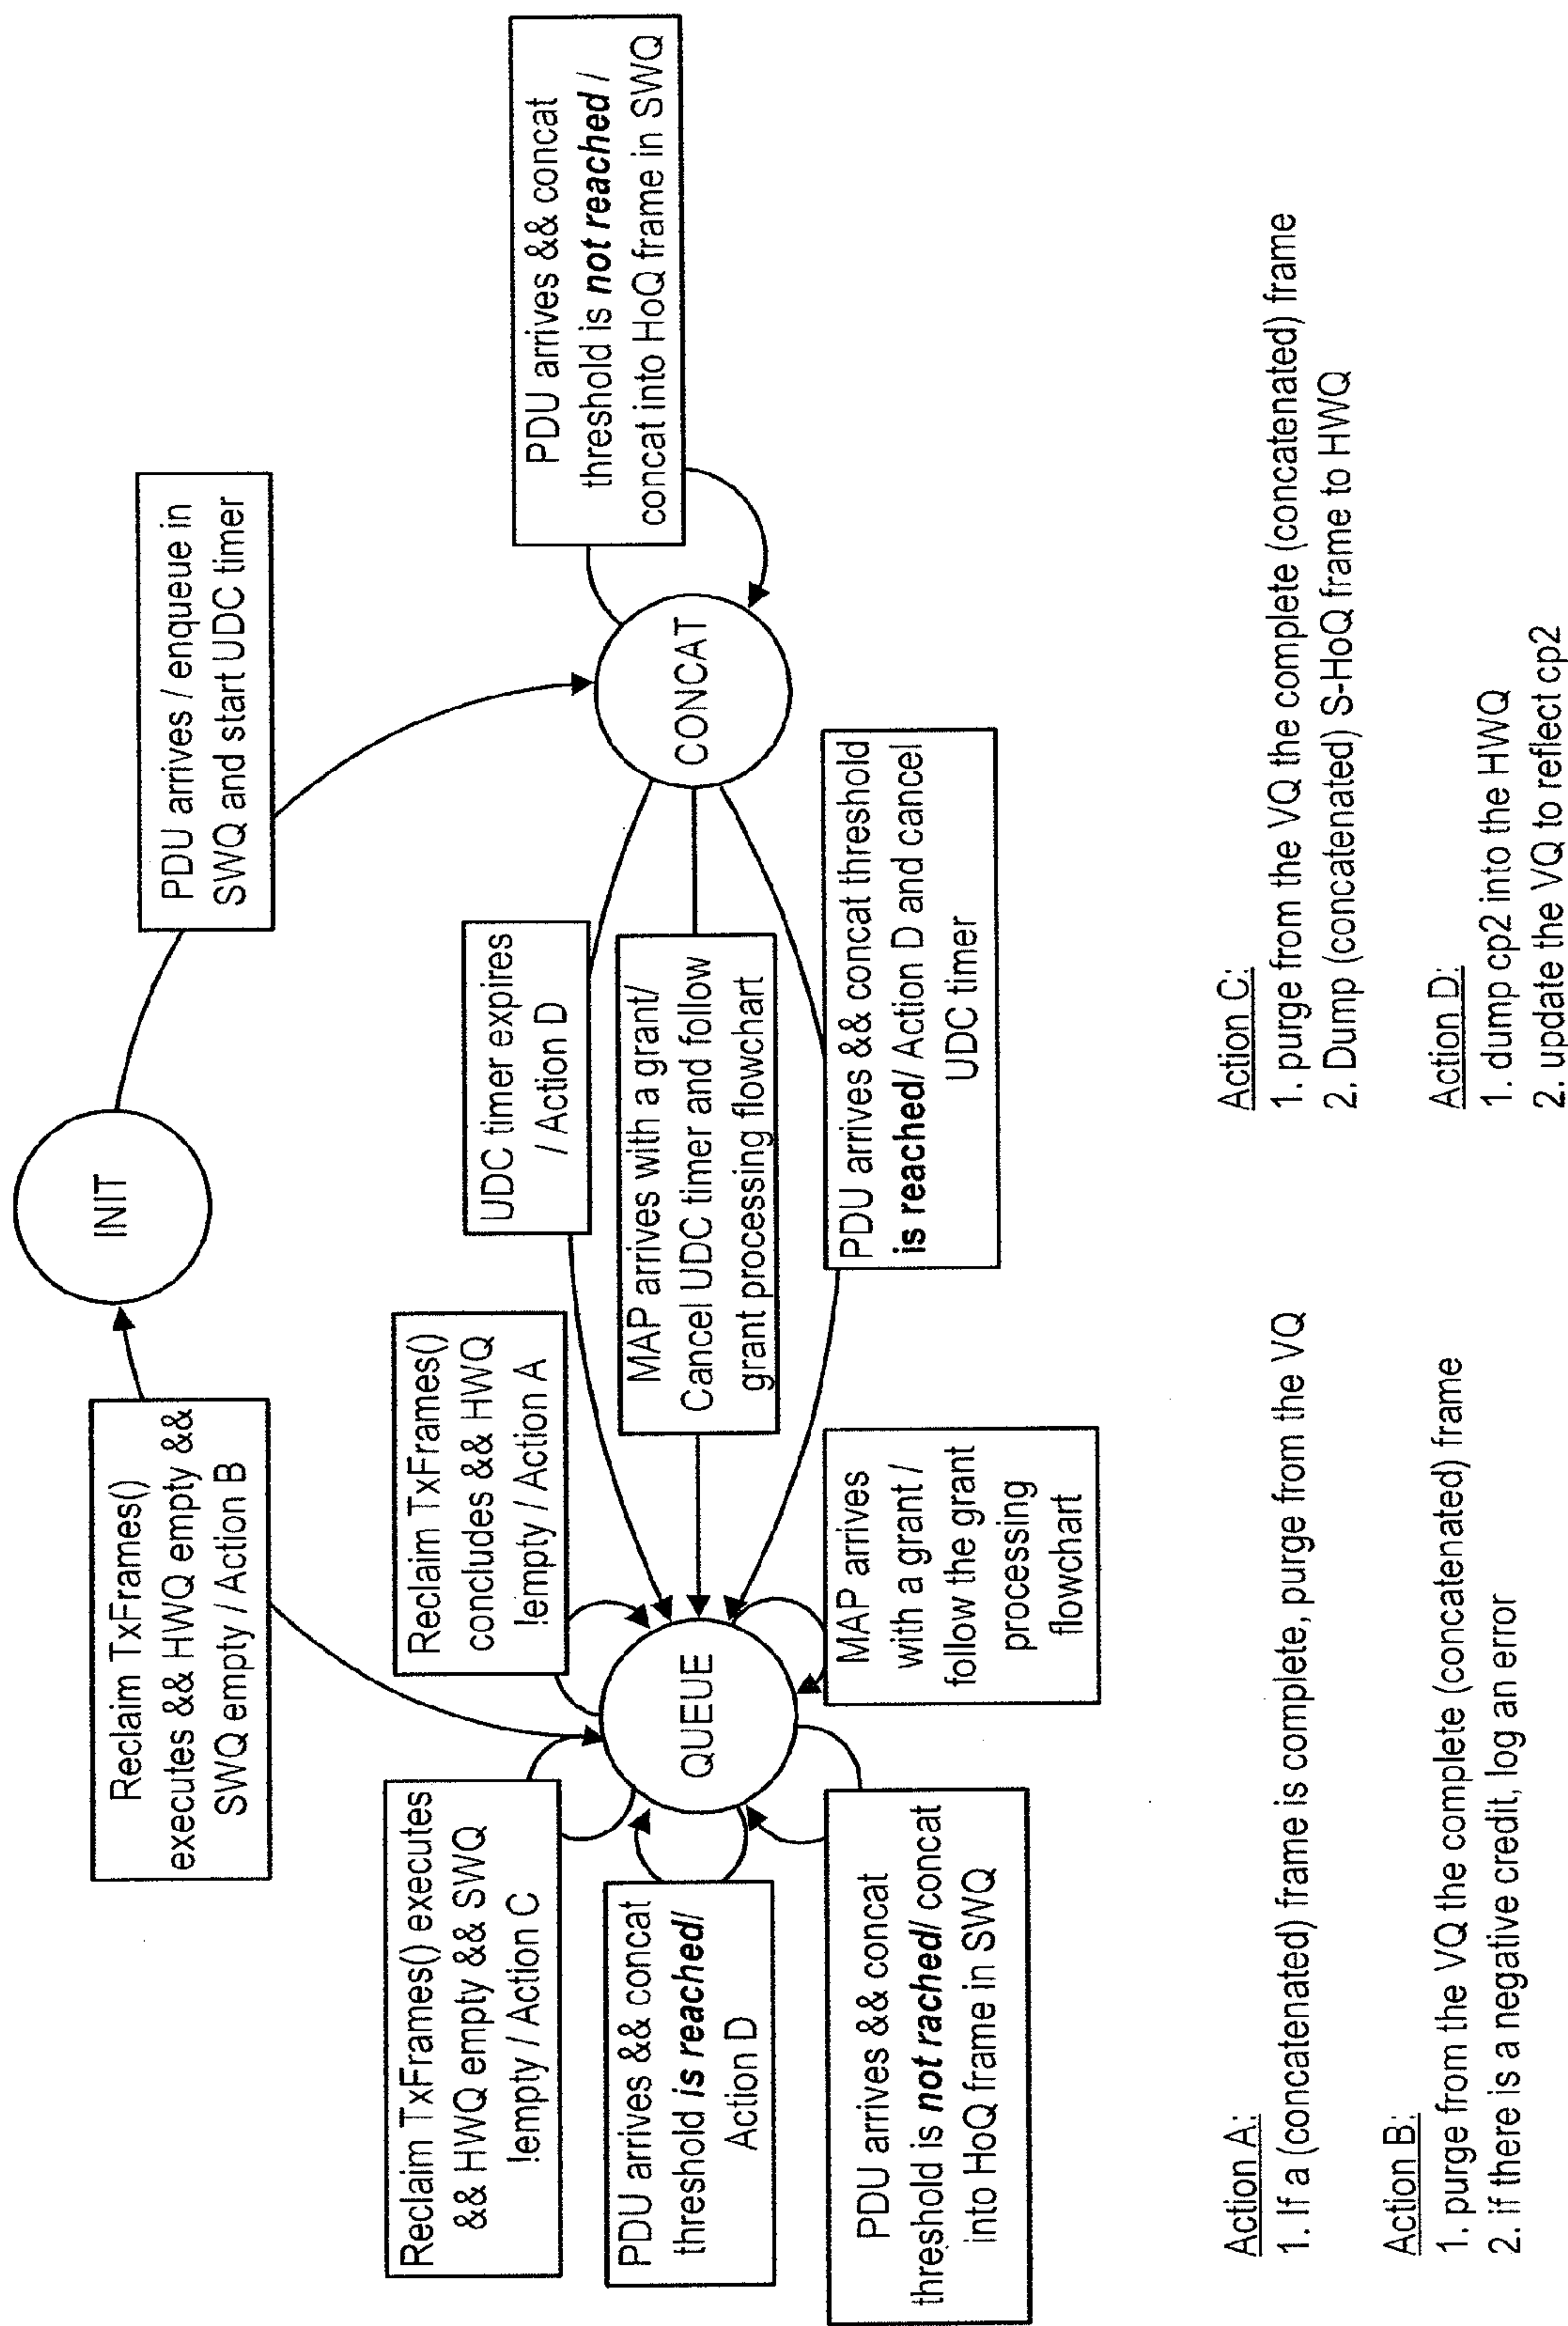 INIT
Reclaim TxFrames()
executes && HWQ empty &&
SWQ empty / Action B
PDU arrives / enqueue in
SWQ and start UDC timer
Reclaim TxFrames() executes
&& HWQ empty && SWQ
!empty / Action C
Reclaim TxFrames()
concludes && HWQ
!empty / Action A
UDC timer expires
/ Action D
PDU arrives && concat
threshold is not reached /
concat into HoQ frame in SWQ
PDU arrives && concat
threshold is reached/
Action D
QUEUE
MAP arrives with a grant/
Cancel UDC timer and follow
grant processing flowchart
CONCAT
PDU arrives && concat
threshold is not rached/ concat
into HoQ frame in SWQ
MAP arrives
with a grant /
follow the grant
processing
flowchart
PDU arrives && concat threshold
is reached/ Action D and cancel
UDC timer
Action A:
1. If a (concatenated) frame is complete, purge from the VQ
Action B:
1. purge from the VQ the complete (concatenated) frame
2. if there is a negative credit, log an error
Action C:
1. purge from the VQ the complete (concatenated) frame
2. Dump (concatenated) S-HoQ frame to HWQ
Action D:
1. dump cp2 into the HWQ
2. update the VQ to reflect cp2